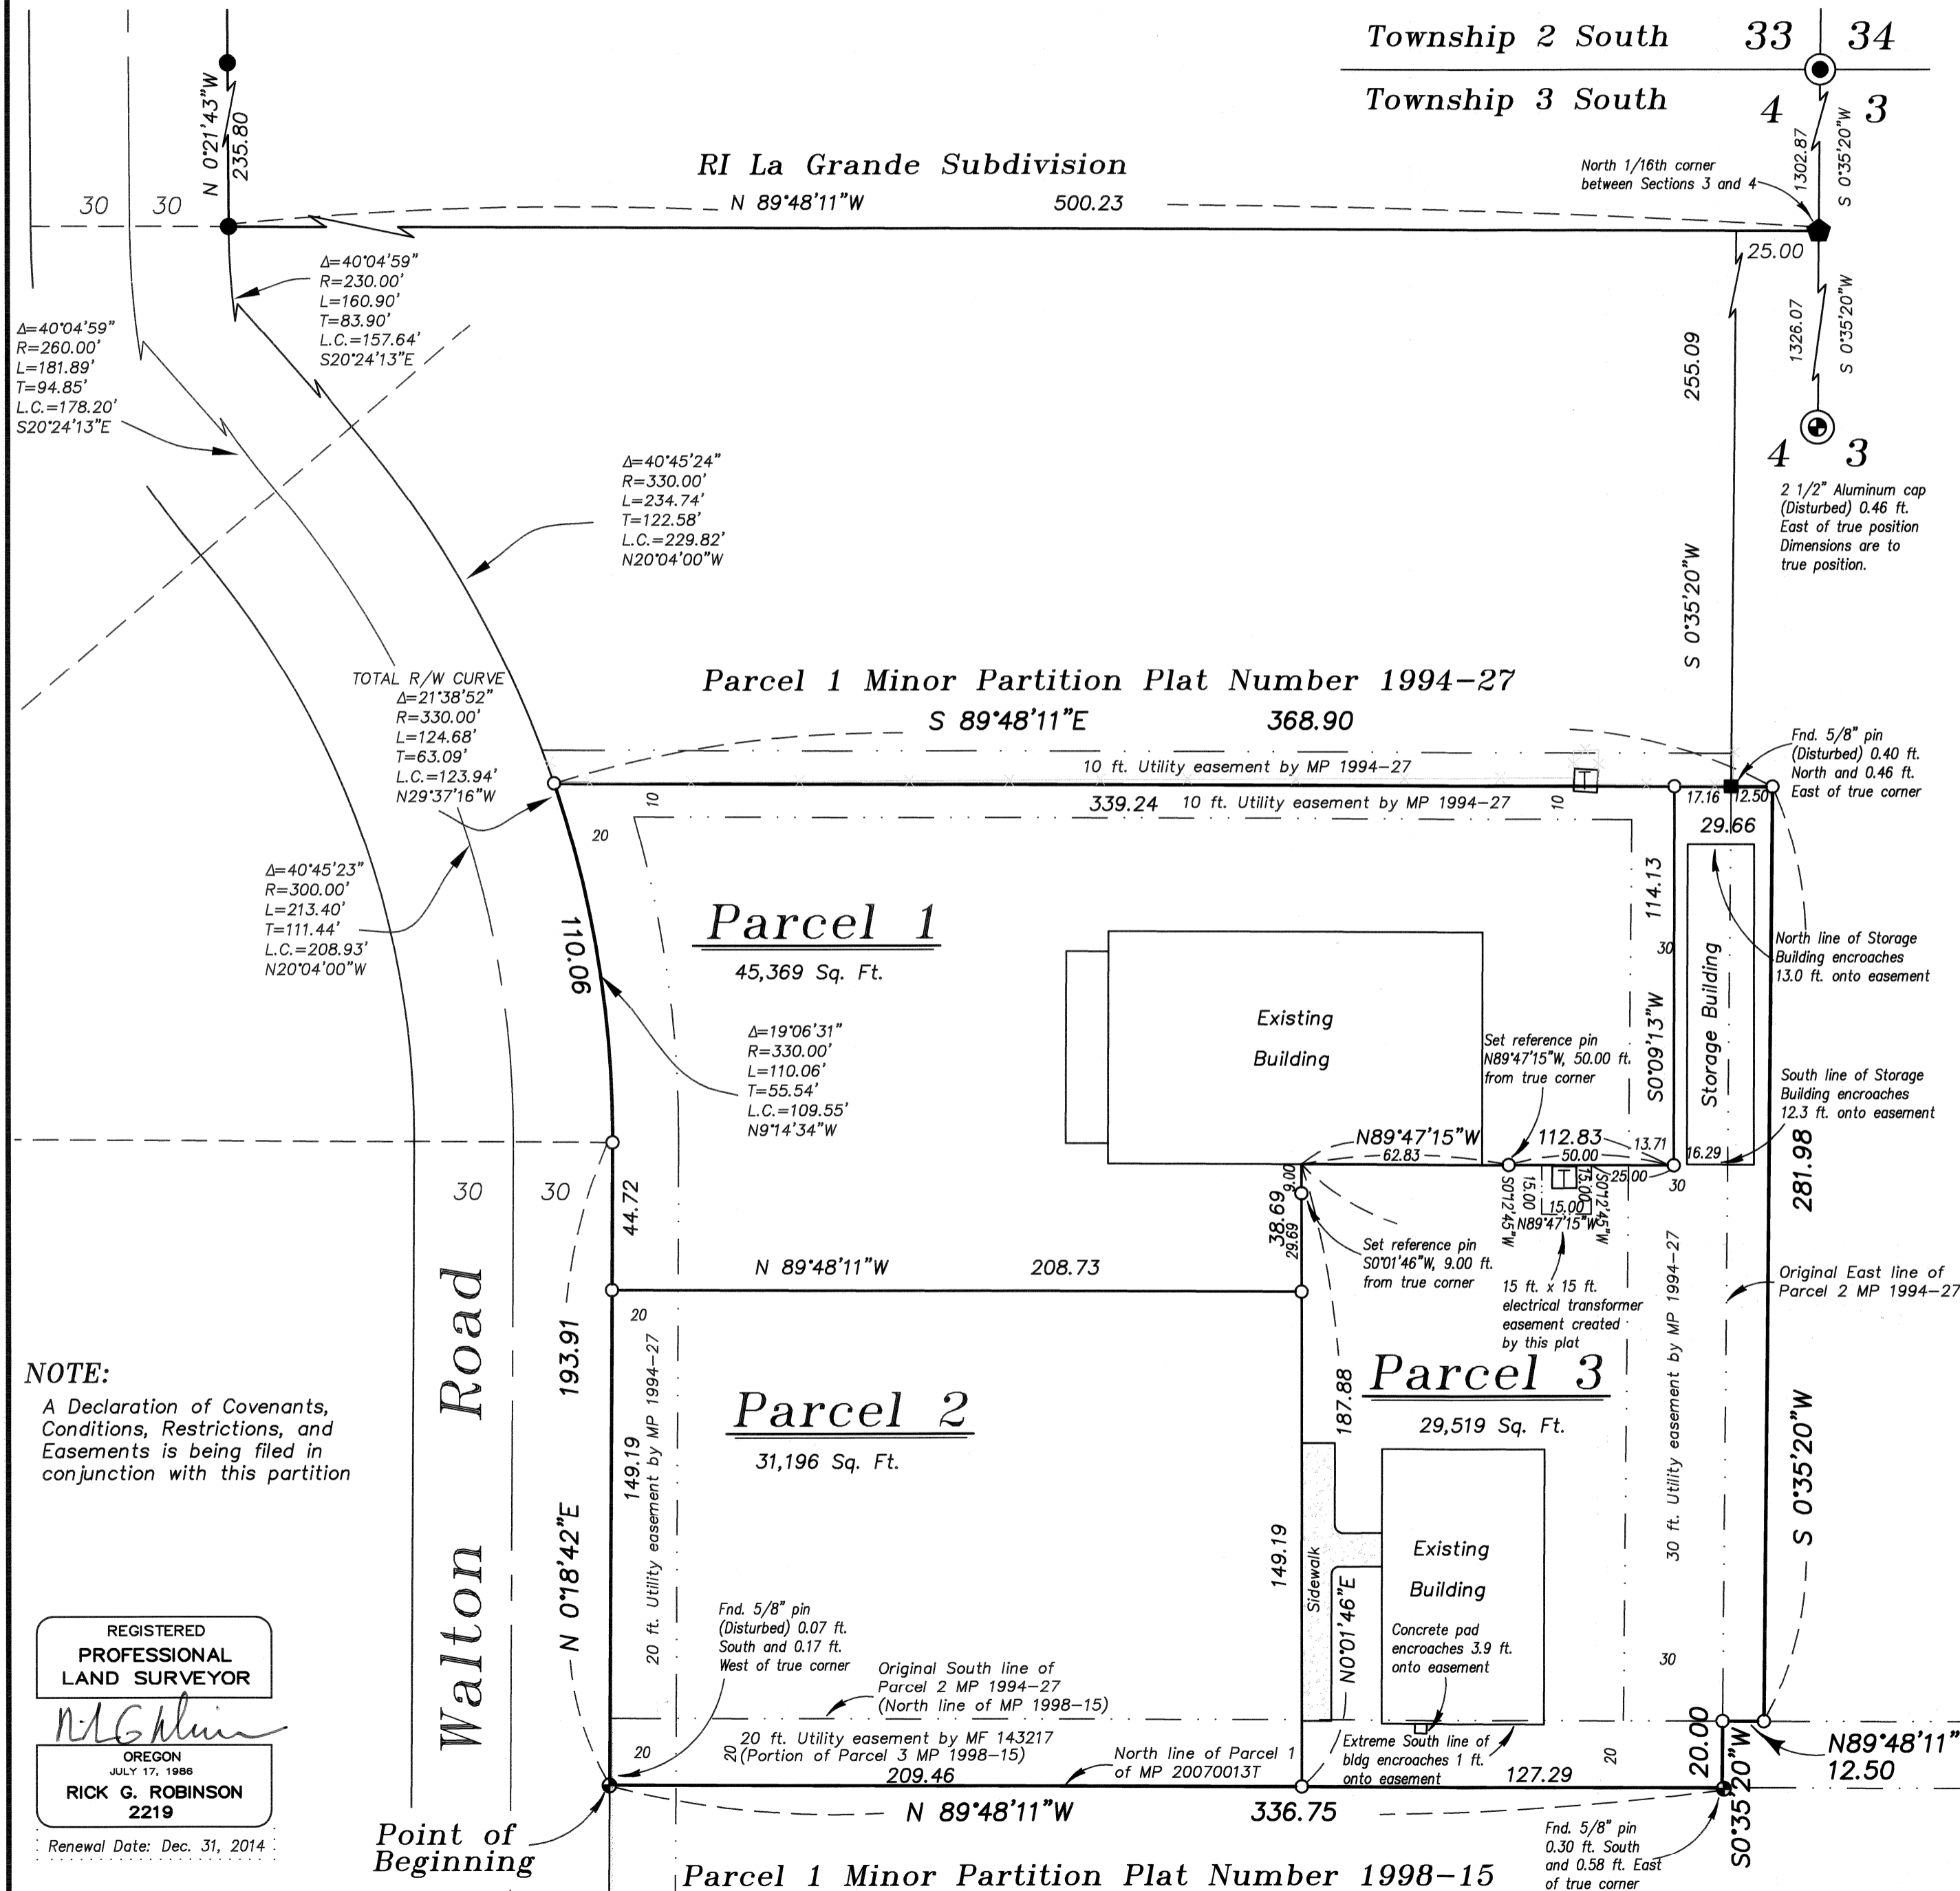 Township 2 South 33 34
Township 3 South 4 3
North 1/16th corner
between Sections 3 and 4
1302.87
S 0°35'20"W
N 0°21'43"W
235.80
30 30
RI La Grande Subdivision
N 89°48'11"W 500.23
25.00
1326.07
S 0°35'20"W
4 3
2 1/2" Aluminum cap
(Disturbed) 0.46 ft.
East of true position
Dimensions are to
true position.
Δ=40°04'59"
R=230.00'
L=160.90'
T=83.90'
L.C.=157.64'
S20°24'13"E
Δ=40°04'59"
R=260.00'
L=181.89'
T=94.85'
L.C.=178.20'
S20°24'13"E
Δ=40°45'24"
R=330.00'
L=234.74'
T=122.58'
L.C.=229.82'
N20°04'00"W
255.09
S 0°35'20"W
TOTAL R/W CURVE
Δ=21°38'52"
R=330.00'
L=124.68'
T=63.09'
L.C.=123.94'
N29°37'16"W
Parcel 1 Minor Partition Plat Number 1994-27
S 89°48'11"E 368.90
10 ft. Utility easement by MP 1994-27
T
339.24 10 ft. Utility easement by MP 1994-27
10
10
20
Fnd. 5/8" pin
(Disturbed) 0.40 ft.
North and 0.46 ft.
East of true corner
17.16 12.50
29.66
Δ=40°45'23"
R=300.00'
L=213.40'
T=111.44'
L.C.=208.93'
N20°04'00"W
110.06
Parcel 1
45,369 Sq. Ft.
Δ=19°06'31"
R=330.00'
L=110.06'
T=55.54'
L.C.=109.55'
N9°14'34"W
Existing
Building
114.13
30
S0°09'13"W
Storage Building
North line of Storage
Building encroaches
13.0 ft. onto easement
Set reference pin
N89°47'15"W, 50.00 ft.
from true corner
South line of Storage
Building encroaches
12.3 ft. onto easement
N89°47'15"W 112.83
62.83 50.00
13.71
16.29
25.00
30
T
S0°12'45"W
15.00
15.00
15.00
S0°12'45"W
N89°47'15"W
281.98
S 0°35'20"W
30 30
44.72
9.00
38.69
29.69
Set reference pin
S0°01'46"W, 9.00 ft.
from true corner
15 ft. x 15 ft.
electrical transformer
easement created
by this plat
Original East line of
Parcel 2 MP 1994-27
N 89°48'11"W 208.73
20
193.91
N 0°18'42"E
149.19
20 ft. Utility easement by MP 1994-27
Walton Road
NOTE:
A Declaration of Covenants,
Conditions, Restrictions, and
Easements is being filed in
conjunction with this partition
Parcel 2
31,196 Sq. Ft.
187.88
N0°01'46"E
149.19
Sidewalk
Parcel 3
29,519 Sq. Ft.
Existing
Building
Concrete pad
encroaches 3.9 ft.
onto easement
30 ft. Utility easement by MP 1994-27
30
Fnd. 5/8" pin
(Disturbed) 0.07 ft.
South and 0.17 ft.
West of true corner
Original South line of
Parcel 2 MP 1994-27
(North line of MP 1998-15)
20
20
20 ft. Utility easement by MF 143217
(Portion of Parcel 3 MP 1998-15)
209.46
North line of Parcel 1
of MP 20070013T
Extreme South line of
bldg encroaches 1 ft.
onto easement
127.29
20
20.00
S0°35'20"W
N89°48'11"
12.50
N 89°48'11"W 336.75
Point of
Beginning
Fnd. 5/8" pin
0.30 ft. South
and 0.58 ft. East
of true corner
Parcel 1 Minor Partition Plat Number 1998-15
REGISTERED
PROFESSIONAL
LAND SURVEYOR
OREGON
JULY 17, 1986
RICK G. ROBINSON
2219
Renewal Date: Dec. 31, 2014